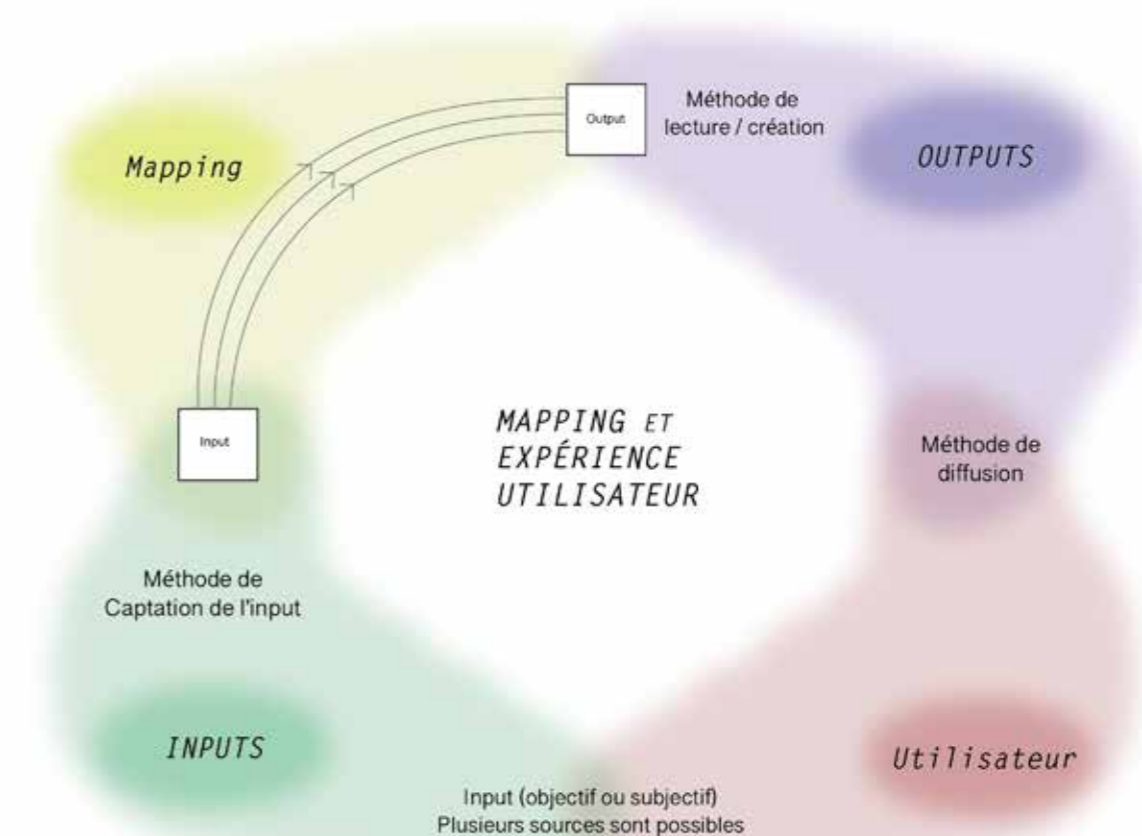 Output
Méthode de
lecture / création
Mapping
OUTPUTS
Input
MAPPING ET
EXPÉRIENCE
UTILISATEUR
Méthode de
diffusion
Méthode de
Captation de l'input
INPUTS
Utilisateur
Input (objectif ou subjectif)
Plusieurs sources sont possibles